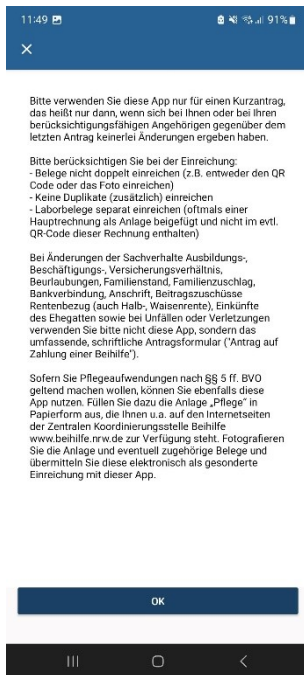 11:49
91%
Bitte verwenden Sie diese App nur für einen Kurzantrag,
das heißt nur dann, wenn sich bei Ihnen oder bei Ihren
berücksichtigungsfähigen Angehörigen gegenüber dem
letzten Antrag keinerlei Änderungen ergeben haben.
Bitte berücksichtigen Sie bei der Einreichung:
- Belege nicht doppelt einreichen (z.B. entweder den QR
Code oder das Foto einreichen)
- Keine Duplikate (zusätzlich) einreichen
- Laborbelege separat einreichen (oftmals einer
Hauptrechnung als Anlage beigefügt und nicht im evtl.
QR-Code dieser Rechnung enthalten)
Bei Änderungen der Sachverhalte Ausbildungs-,
Beschäftigungs-, Versicherungsverhältnis,
Beurlaubungen, Familienstand, Familienzuschlag,
Bankverbindung, Anschrift, Beitragszuschüsse
Rentenbezug (auch Halb-, Waisenrente), Einkünfte
des Ehegatten sowie bei Unfällen oder Verletzungen
verwenden Sie bitte nicht diese App, sondern das
umfassende, schriftliche Antragsformular ("Antrag auf
Zahlung einer Beihilfe").
Sofern Sie Pflegeaufwendungen nach §§ 5 ff. BVO
geltend machen wollen, können Sie ebenfalls diese
App nutzen. Füllen Sie dazu die Anlage „Pflege" in
Papierform aus, die Ihnen u.a. auf den Internetseiten
der Zentralen Koordinierungsstelle Beihilfe
www.beihilfe.nrw.de zur Verfügung steht. Fotografieren
Sie die Anlage und eventuell zugehörige Belege und
übermitteln Sie diese elektronisch als gesonderte
Einreichung mit dieser App.
OK